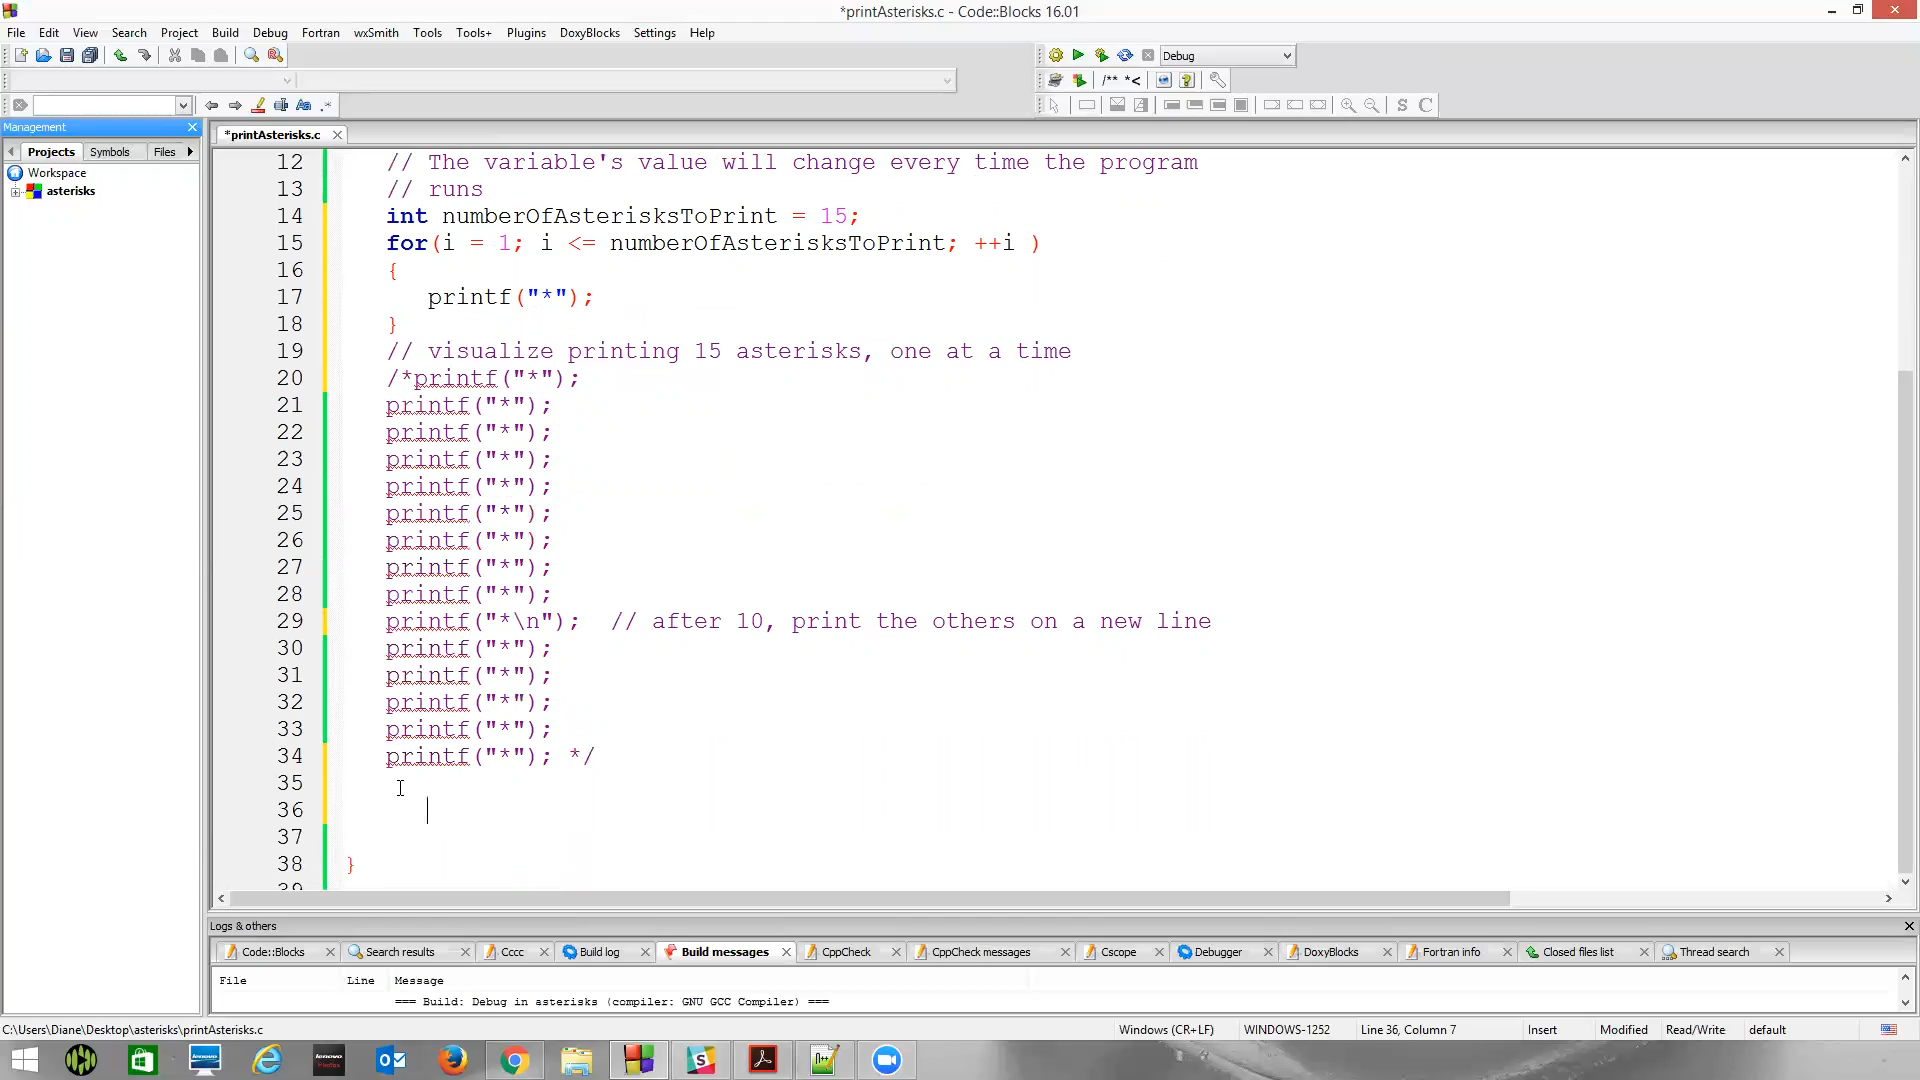 *printAsterisks.c - Code::Blocks 16.01
File Edit View Search Project Build Debug Fortran wxSmith Tools Tools+ Plugins DoxyBlocks Settings Help
Debug
/** *<
Aa .*
S C
Management
*printAsterisks.c
Projects Symbols Files
Workspace
asterisks
12 // The variable's value will change every time the program
13 // runs
14 int numberOfAsterisksToPrint = 15;
15 for(i = 1; i <= numberOfAsterisksToPrint; ++i )
16 {
17 printf("*");
18 }
19 // visualize printing 15 asterisks, one at a time
20 /*printf("*");
21 printf("*");
22 printf("*");
23 printf("*");
24 printf("*");
25 printf("*");
26 printf("*");
27 printf("*");
28 printf("*");
29 printf("*\n"); // after 10, print the others on a new line
30 printf("*");
31 printf("*");
32 printf("*");
33 printf("*");
34 printf("*"); */
35
36
37
38 }
39
Logs & others
Code::Blocks Search results Cccc Build log Build messages CppCheck CppCheck messages Cscope Debugger DoxyBlocks Fortran info Closed files list Thread search
File Line Message
=== Build: Debug in asterisks (compiler: GNU GCC Compiler) ===
C:\Users\Diane\Desktop\asterisks\printAsterisks.c Windows (CR+LF) WINDOWS-1252 Line 36, Column 7 Insert Modified Read/Write default